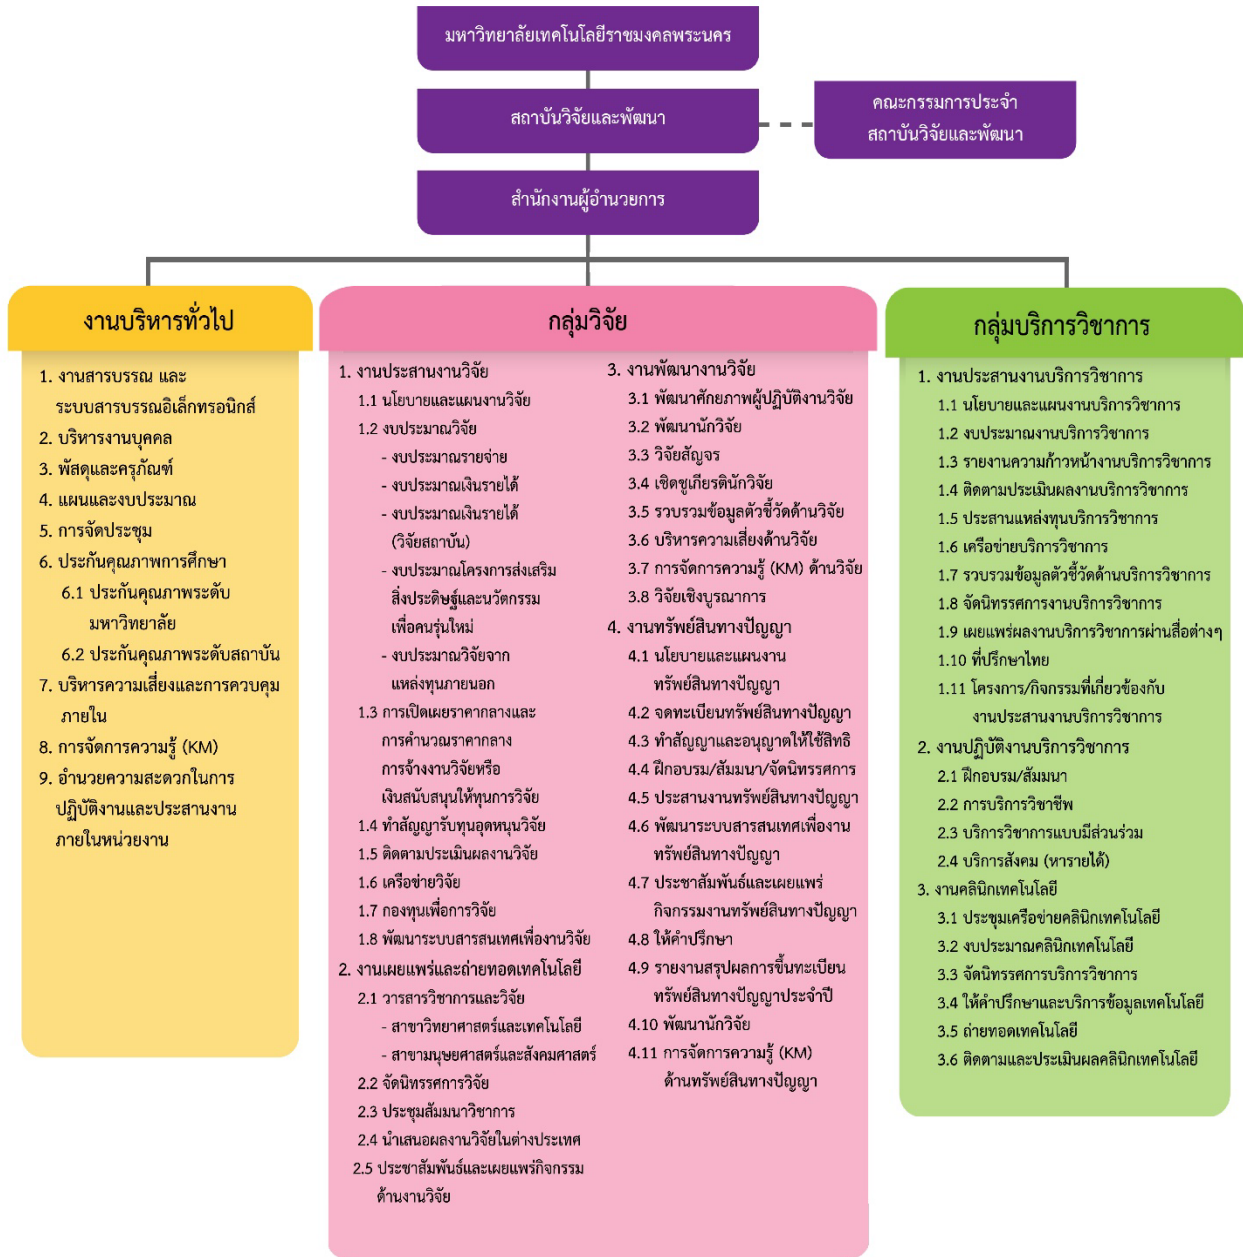 มหาวิทยาลัยเทคโนโลยีราชมงคลพระนคร
สถาบันวิจัยและพัฒนา
คณะกรรมการประจำ
สถาบันวิจัยและพัฒนา
สำนักงานผู้อำนวยการ
งานบริหารทั่วไป
1. งานสารบรรณ และ
ระบบสารบรรณอิเล็กทรอนิกส์
2. บริหารงานบุคคล
3. พัสดุและครุภัณฑ์
4. แผนและงบประมาณ
5. การจัดประชุม
6. ประกันคุณภาพการศึกษา
6.1 ประกันคุณภาพระดับ
มหาวิทยาลัย
6.2 ประกันคุณภาพระดับสถาบัน
7. บริหารความเสี่ยงและการควบคุม
ภายใน
8. การจัดการความรู้ (KM)
9. อำนวยความสะดวกในการ
ปฏิบัติงานและประสานงาน
ภายในหน่วยงาน
กลุ่มวิจัย
1. งานประสานงานวิจัย
1.1 นโยบายและแผนงานวิจัย
1.2 งบประมาณวิจัย
- งบประมาณรายจ่าย
- งบประมาณเงินรายได้
- งบประมาณเงินรายได้
(วิจัยสถาบัน)
- งบประมาณโครงการส่งเสริม
สิ่งประดิษฐ์และนวัตกรรม
เพื่อคนรุ่นใหม่
- งบประมาณวิจัยจาก
แหล่งทุนภายนอก
1.3 การเปิดเผยราคากลางและ
การคำนวณราคากลาง
การจ้างงานวิจัยหรือ
เงินสนับสนุนให้ทุนการวิจัย
1.4 ทำสัญญารับทุนอุดหนุนวิจัย
1.5 ติดตามประเมินผลงานวิจัย
1.6 เครือข่ายวิจัย
1.7 กองทุนเพื่อการวิจัย
1.8 พัฒนาระบบสารสนเทศเพื่องานวิจัย
2. งานเผยแพร่และถ่ายทอดเทคโนโลยี
2.1 วารสารวิชาการและวิจัย
- สาขาวิทยาศาสตร์และเทคโนโลยี
- สาขามนุษยศาสตร์และสังคมศาสตร์
2.2 จัดนิทรรศการวิจัย
2.3 ประชุมสัมมนาวิชาการ
2.4 นำเสนอผลงานวิจัยในต่างประเทศ
2.5 ประชาสัมพันธ์และเผยแพร่กิจกรรม
ด้านงานวิจัย
3. งานพัฒนางานวิจัย
3.1 พัฒนาศักยภาพผู้ปฏิบัติงานวิจัย
3.2 พัฒนานักวิจัย
3.3 วิจัยสัญจร
3.4 เชิดชูเกียรตินักวิจัย
3.5 รวบรวมข้อมูลตัวชี้วัดด้านวิจัย
3.6 บริหารความเสี่ยงด้านวิจัย
3.7 การจัดการความรู้ (KM) ด้านวิจัย
3.8 วิจัยเชิงบูรณาการ
4. งานทรัพย์สินทางปัญญา
4.1 นโยบายและแผนงาน
ทรัพย์สินทางปัญญา
4.2 จดทะเบียนทรัพย์สินทางปัญญา
4.3 ทำสัญญาและอนุญาตให้ใช้สิทธิ
4.4 ฝึกอบรม/สัมมนา/จัดนิทรรศการ
4.5 ประสานงานทรัพย์สินทางปัญญา
4.6 พัฒนาระบบสารสนเทศเพื่องาน
ทรัพย์สินทางปัญญา
4.7 ประชาสัมพันธ์และเผยแพร่
กิจกรรมงานทรัพย์สินทางปัญญา
4.8 ให้คำปรึกษา
4.9 รายงานสรุปผลการขึ้นทะเบียน
ทรัพย์สินทางปัญญาประจำปี
4.10 พัฒนานักวิจัย
4.11 การจัดการความรู้ (KM)
ด้านทรัพย์สินทางปัญญา
กลุ่มบริการวิชาการ
1. งานประสานงานบริการวิชาการ
1.1 นโยบายและแผนงานบริการวิชาการ
1.2 งบประมาณงานบริการวิชาการ
1.3 รายงานความก้าวหน้างานบริการวิชาการ
1.4 ติดตามประเมินผลงานบริการวิชาการ
1.5 ประสานแหล่งทุนบริการวิชาการ
1.6 เครือข่ายบริการวิชาการ
1.7 รวบรวมข้อมูลตัวชี้วัดด้านบริการวิชาการ
1.8 จัดนิทรรศการงานบริการวิชาการ
1.9 เผยแพร่ผลงานบริการวิชาการผ่านสื่อต่างๆ
1.10 ที่ปรึกษาไทย
1.11 โครงการ/กิจกรรมที่เกี่ยวข้องกับ
งานประสานงานบริการวิชาการ
2. งานปฏิบัติงานบริการวิชาการ
2.1 ฝึกอบรม/สัมมนา
2.2 การบริการวิชาชีพ
2.3 บริการวิชาการแบบมีส่วนร่วม
2.4 บริการสังคม (หารายได้)
3. งานคลินิกเทคโนโลยี
3.1 ประชุมเครือข่ายคลินิกเทคโนโลยี
3.2 งบประมาณคลินิกเทคโนโลยี
3.3 จัดนิทรรศการบริการวิชาการ
3.4 ให้คำปรึกษาและบริการข้อมูลเทคโนโลยี
3.5 ถ่ายทอดเทคโนโลยี
3.6 ติดตามและประเมินผลคลินิกเทคโนโลยี